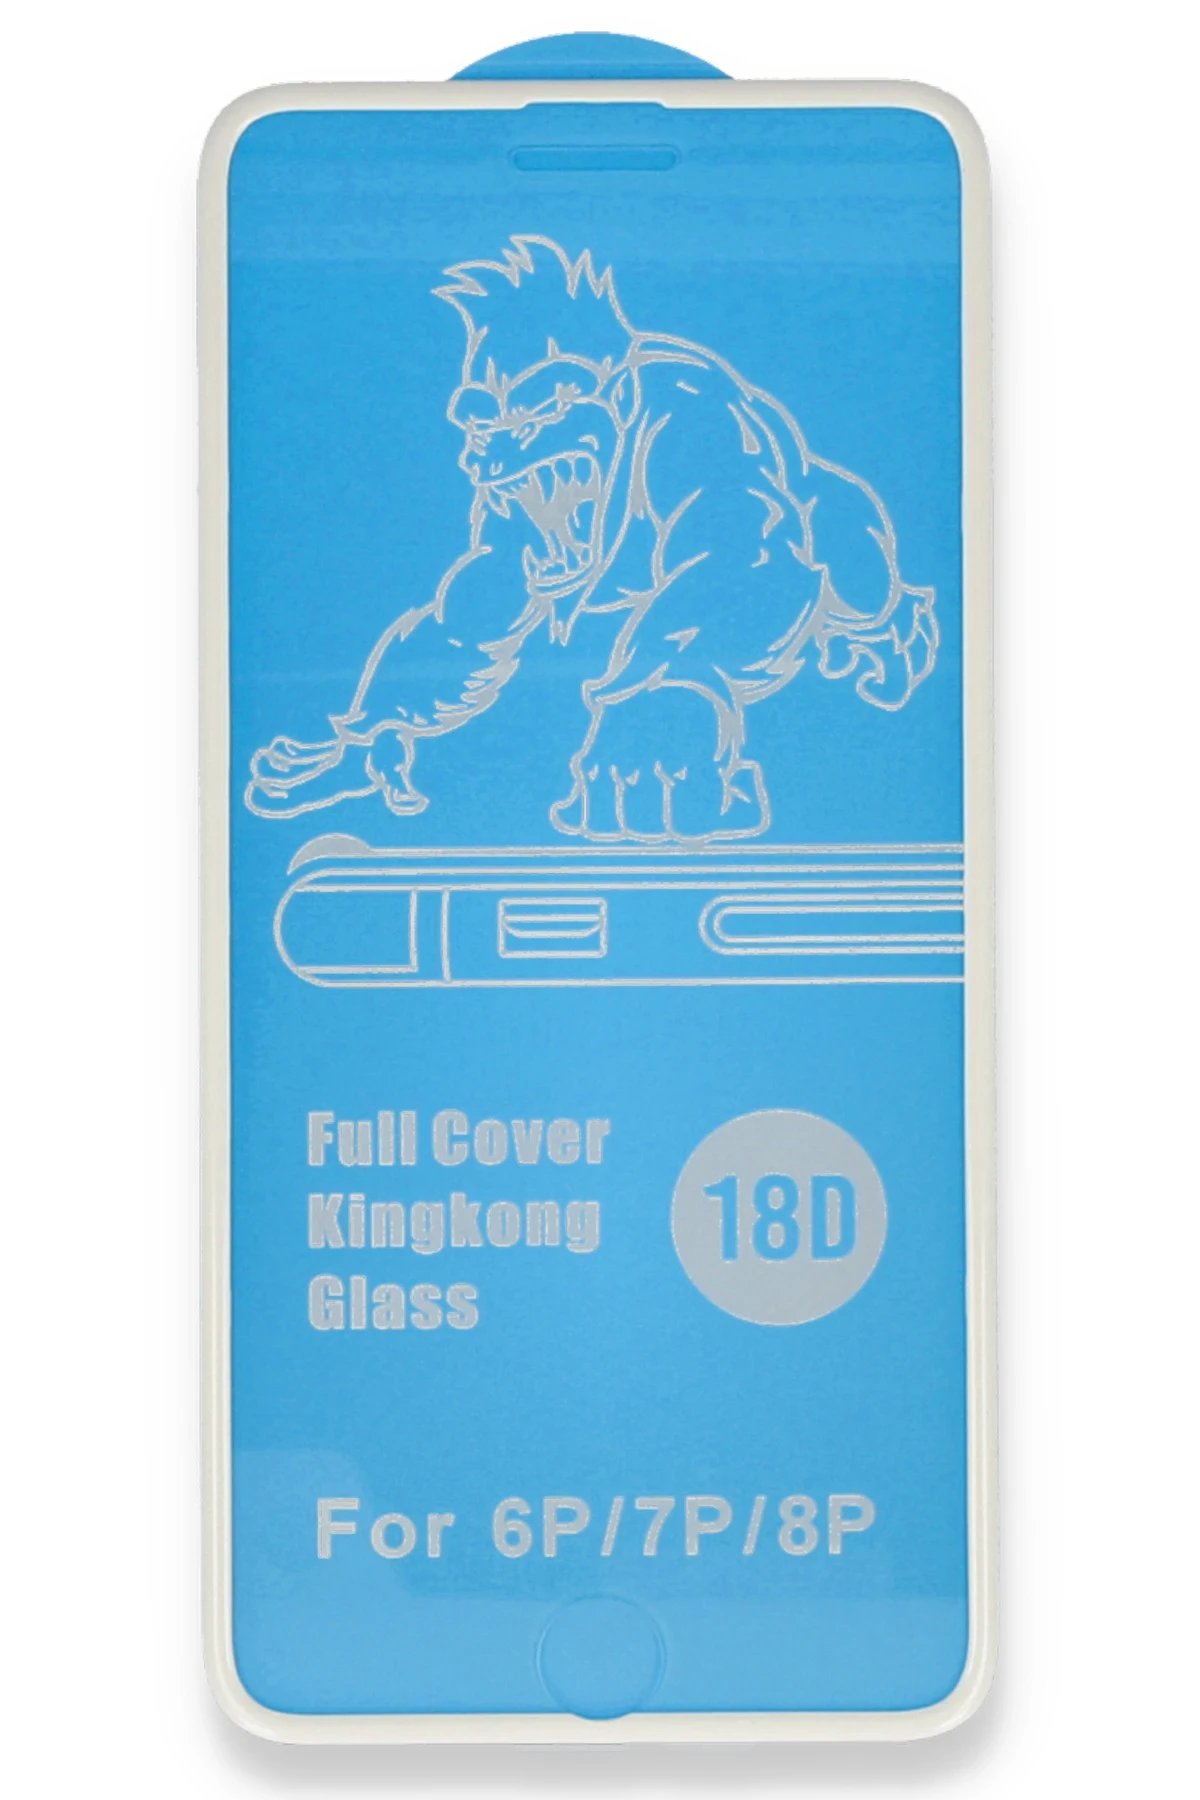 Full Cover
Kingkong
Glass
18D
For 6P/7P/8P